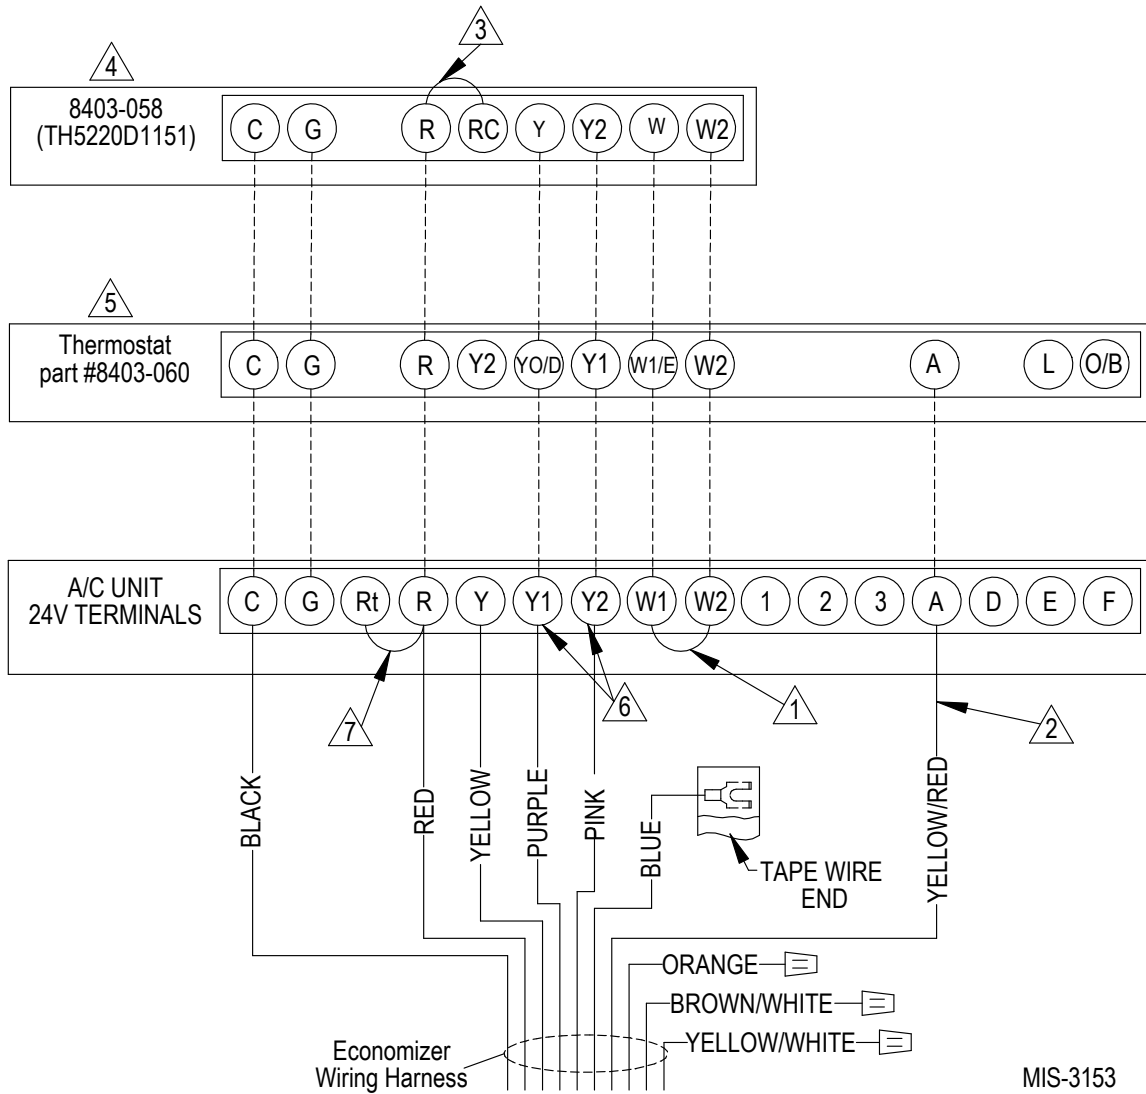 3
4
8403-058
(TH5220D1151)
C G R RC Y Y2 W W2
5
Thermostat
part #8403-060
C G R Y2 YO/D Y1 W1/E W2 A L O/B
A/C UNIT
24V TERMINALS
C G Rt R Y Y1 Y2 W1 W2 1 2 3 A D E F
7
6
1
2
BLACK
RED
YELLOW
PURPLE
PINK
BLUE
YELLOW/RED
TAPE WIRE
END
ORANGE
BROWN/WHITE
YELLOW/WHITE
Economizer
Wiring Harness
MIS-3153